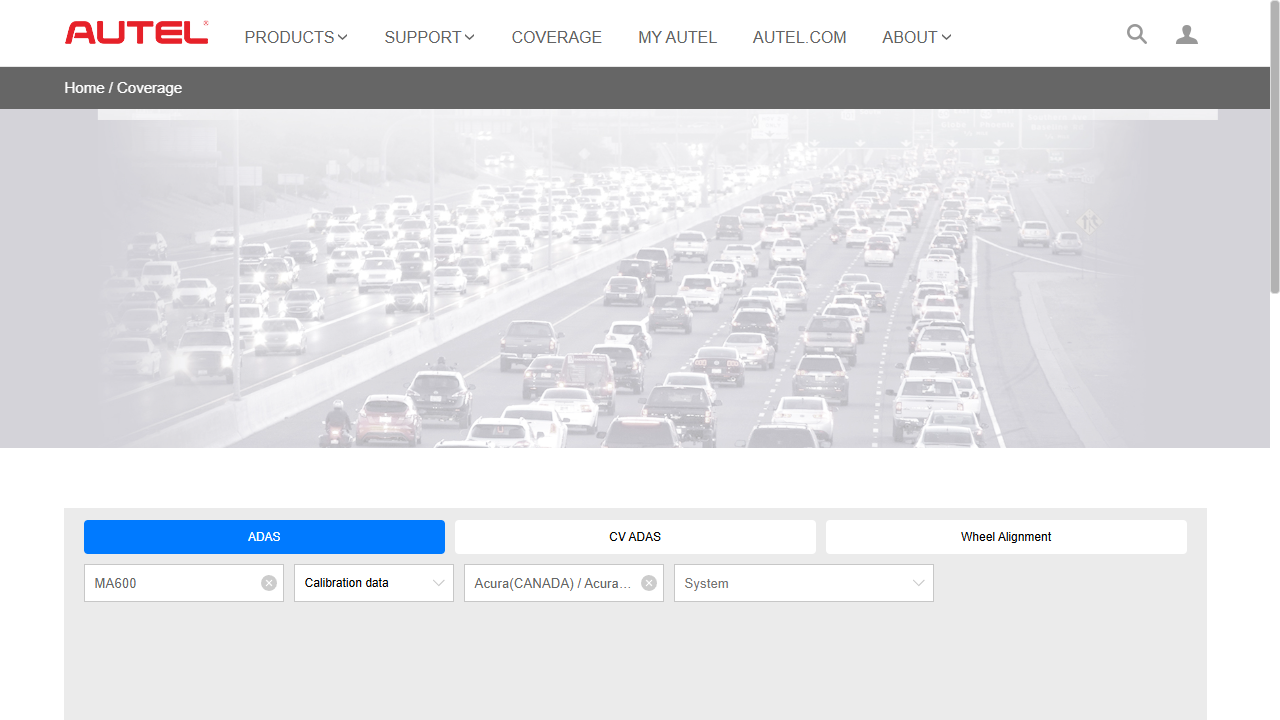 AUTEL
PRODUCTS SUPPORT COVERAGE MY AUTEL AUTEL.COM ABOUT
Home / Coverage
ADAS CV ADAS Wheel Alignment
MA600 Calibration data Acura(CANADA) / Acura... System